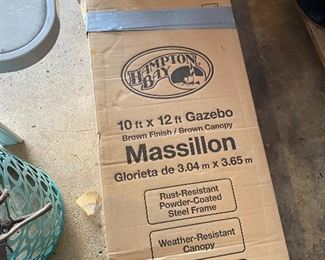 HAMPTON
BAY
10 ft x 12 ft Gazebo
Brown Finish / Brown Canopy
Massillon
Glorieta de 3.04 m x 3.65 m
Rust-Resistant
Powder-Coated
Steel Frame
Weather-Resistant
Canopy